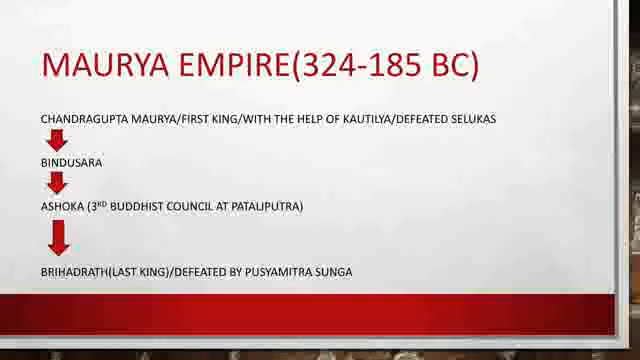 MAURYA EMPIRE(324-185 BC)
CHANDRAGUPTA MAURYA/FIRST KING/WITH THE HELP OF KAUTILYA/DEFEATED SELUKAS
BINDUSARA
ASHOKA (3RD BUDDHIST COUNCIL AT PATALIPUTRA)
BRIHADRATH(LAST KING)/DEFEATED BY PUSYAMITRA SUNGA